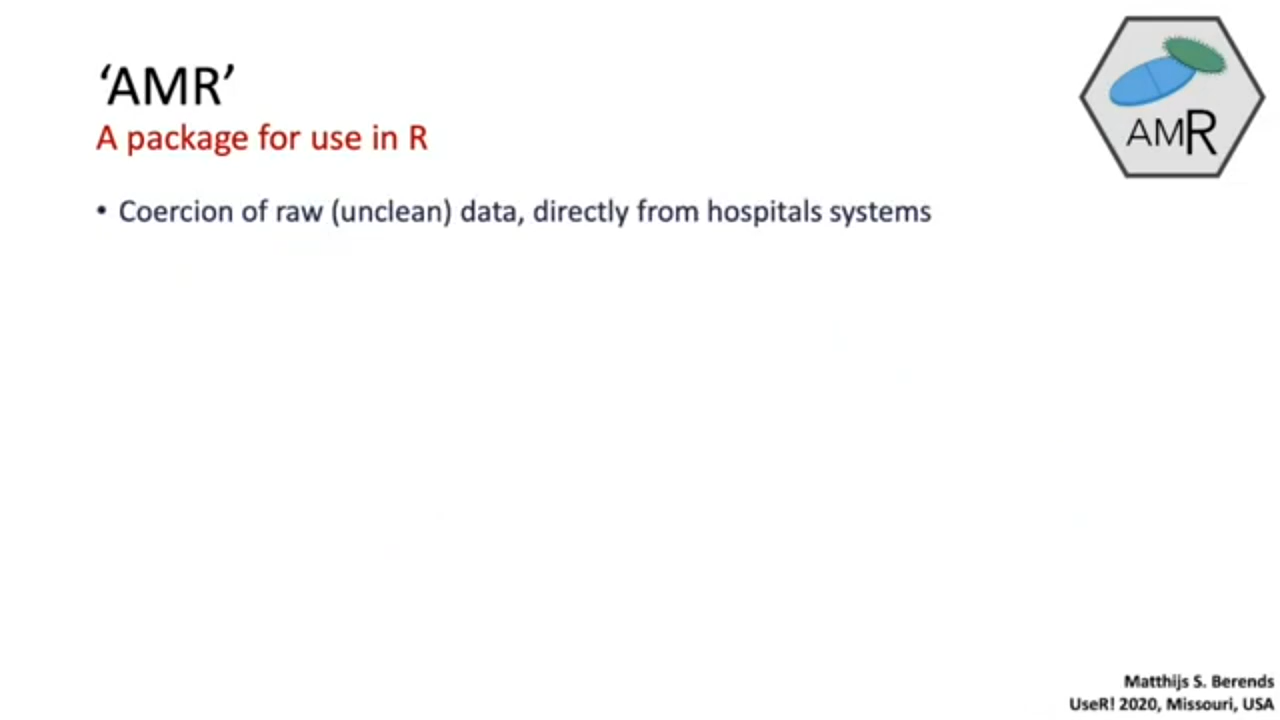 ‘AMR’
A package for use in R
• Coercion of raw (unclean) data, directly from hospitals systems
AMR
Matthijs S. Berends
UseR! 2020, Missouri, USA